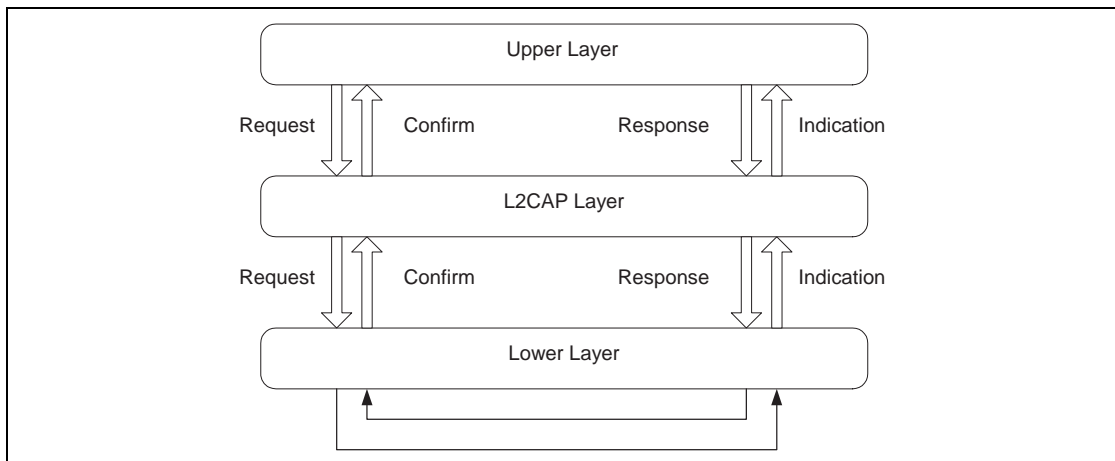 Upper Layer
Request Confirm Response Indication
L2CAP Layer
Request Confirm Response Indication
Lower Layer